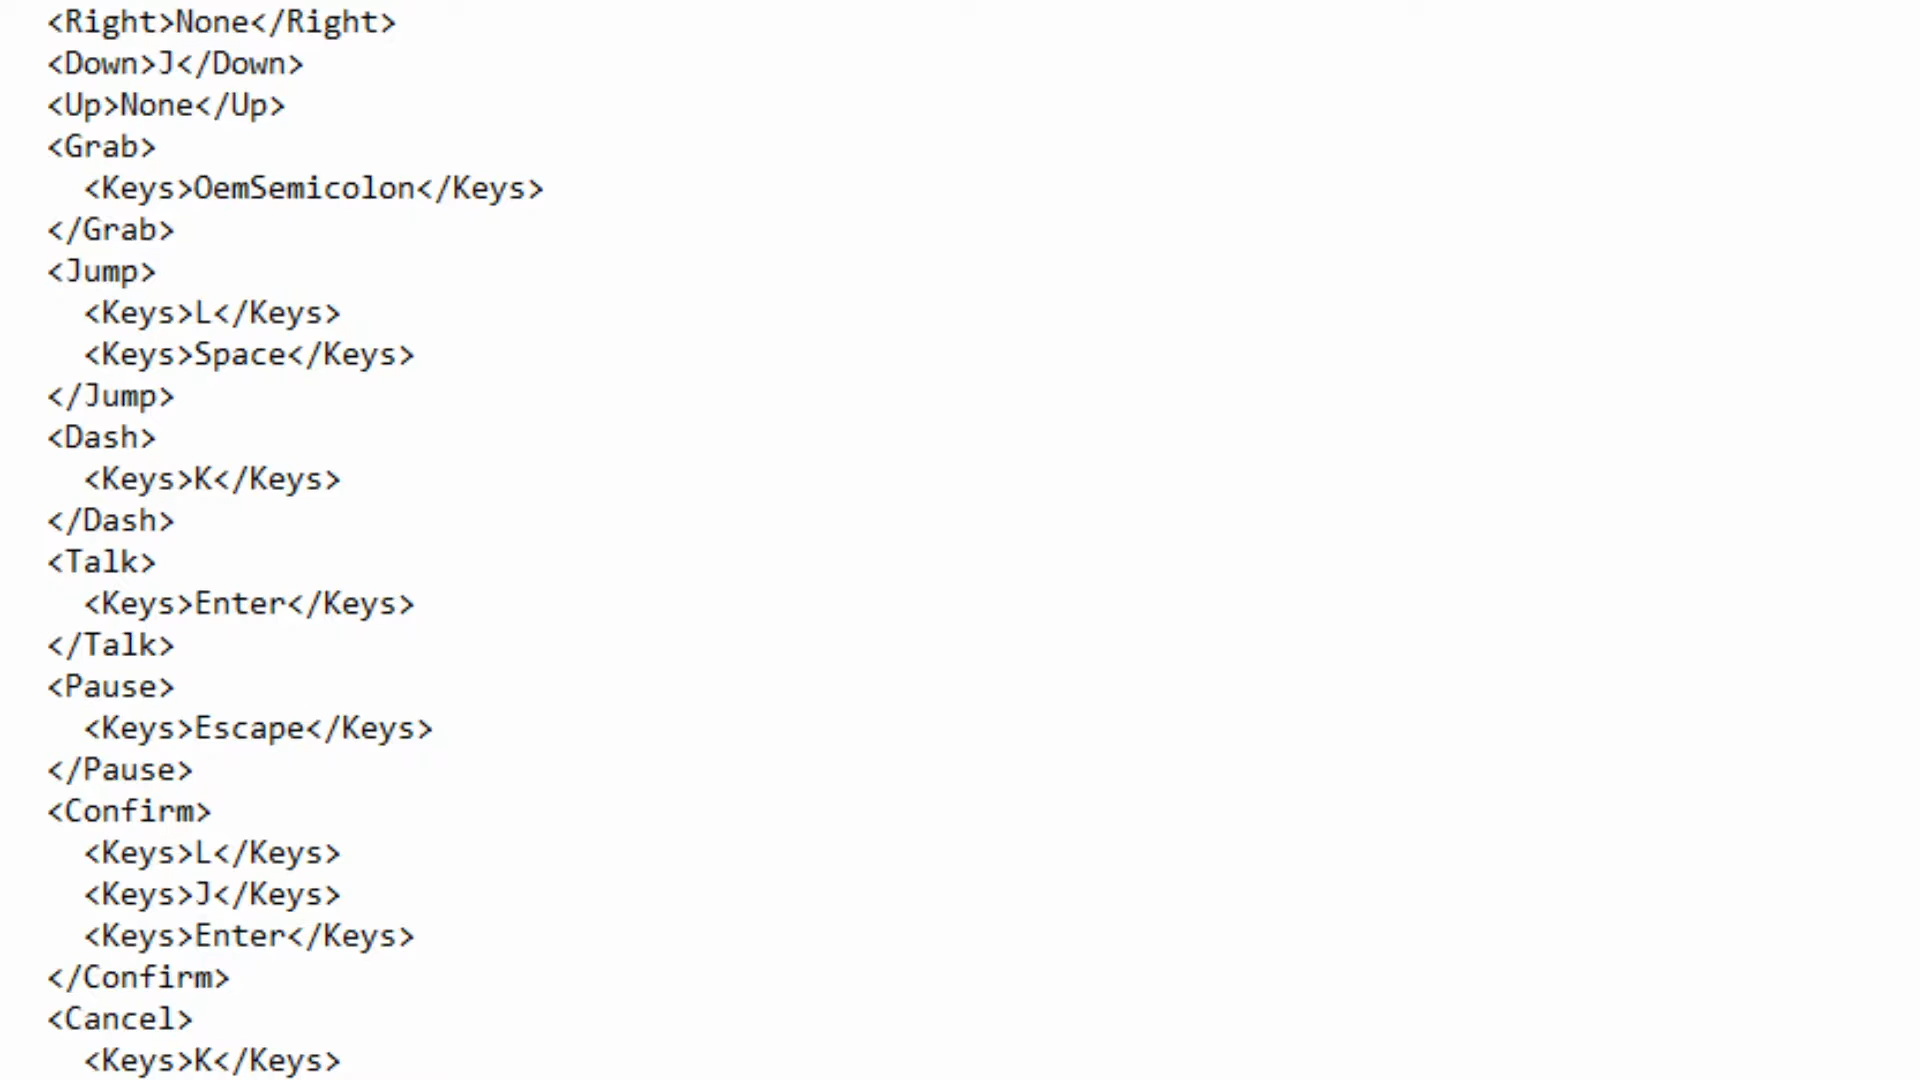 <Right>None</Right>
<Down>J</Down>
<Up>None</Up>
<Grab>
<Keys>OemSemicolon</Keys>
</Grab>
<Jump>
<Keys>L</Keys>
<Keys>Space</Keys>
</Jump>
<Dash>
<Keys>K</Keys>
</Dash>
<Talk>
<Keys>Enter</Keys>
</Talk>
<Pause>
<Keys>Escape</Keys>
</Pause>
<Confirm>
<Keys>L</Keys>
<Keys>J</Keys>
<Keys>Enter</Keys>
</Confirm>
<Cancel>
<Keys>K</Keys>